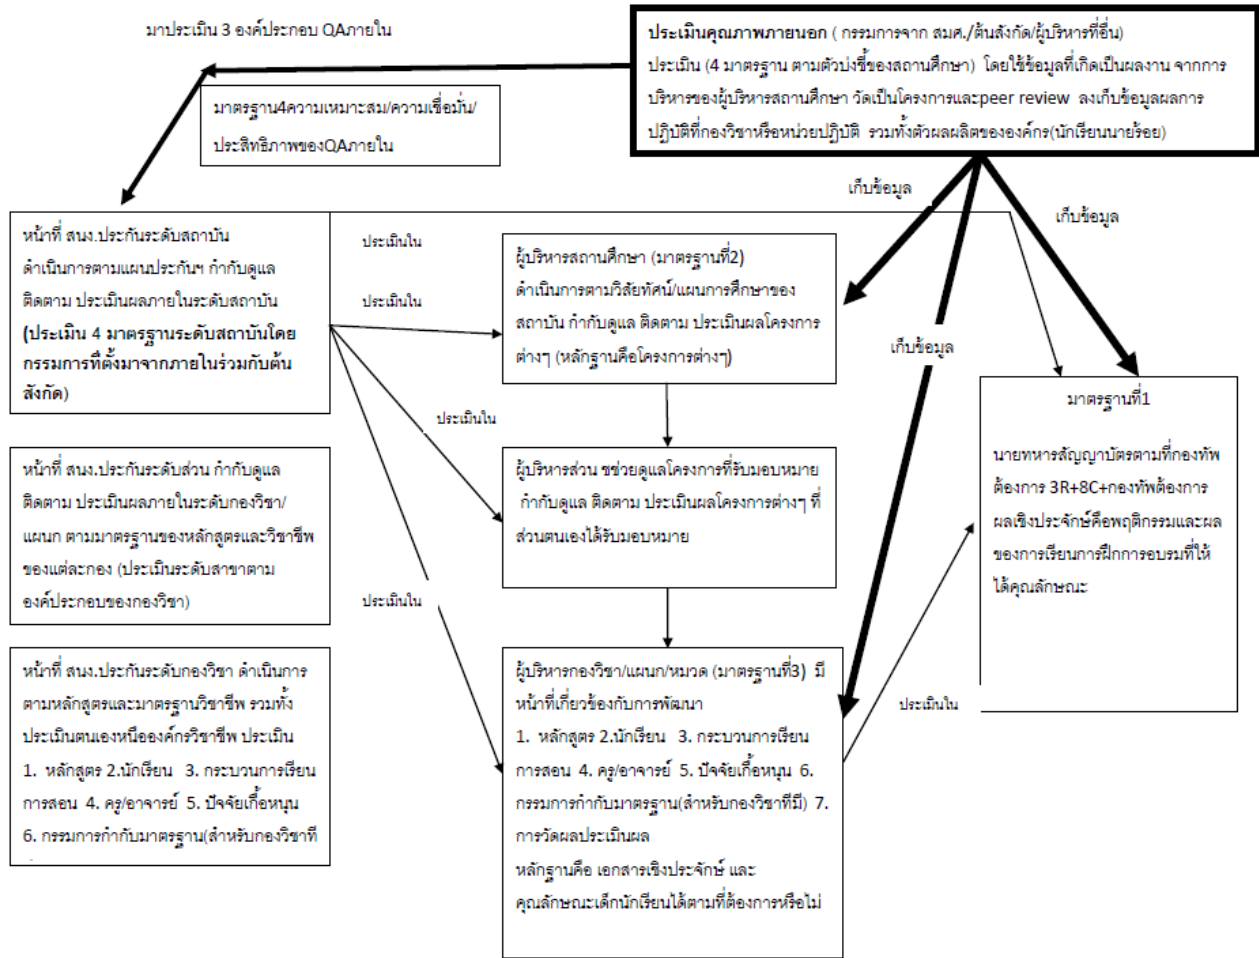 มาประเมิน 3 องค์ประกอบ QAภายใน
ประเมินคุณภาพภายนอก ( กรรมการจาก สมศ./ต้นสังกัด/ผู้บริหารที่อื่น)
ประเมิน (4 มาตรฐาน ตามตัวบ่งชี้ของสถานศึกษา) โดยใช้ข้อมูลที่เกิดเป็นผลงาน จากการ
บริหารของผู้บริหารสถานศึกษา วัดเป็นโครงการและpeer review ลงเก็บข้อมูลผลการ
ปฏิบัติที่กองวิชาหรือหน่วยปฏิบัติ รวมทั้งตัวผลผลิตขององค์กร(นักเรียนนายร้อย)
มาตรฐาน4ความเหมาะสม/ความเชื่อมั่น/
ประสิทธิภาพของQAภายใน
เก็บข้อมูล
เก็บข้อมูล
เก็บข้อมูล
หน้าที่ สนง.ประกันระดับสถาบัน
ดำเนินการตามแผนประกันฯ กำกับดูแล
ติดตาม ประเมินผลภายในระดับสถาบัน
(ประเมิน 4 มาตรฐานระดับสถาบันโดย
กรรมการที่ตั้งมาจากภายในร่วมกับต้น
สังกัด)
ประเมินใน
ประเมินใน
ประเมินใน
ประเมินใน
ประเมินใน
ผู้บริหารสถานศึกษา (มาตรฐานที่2)
ดำเนินการตามวิสัยทัศน์/แผนการศึกษาของ
สถาบัน กำกับดูแล ติดตาม ประเมินผลโครงการ
ต่างๆ (หลักฐานคือโครงการต่างๆ)
มาตรฐานที่1
นายทหารสัญญาบัตรตามที่กองทัพ
ต้องการ 3R+8C+กองทัพต้องการ
ผลเชิงประจักษ์คือพฤติกรรมและผล
ของการเรียนการฝึกการอบรมที่ให้
ได้คุณลักษณะ
หน้าที่ สนง.ประกันระดับส่วน กำกับดูแล
ติดตาม ประเมินผลภายในระดับกองวิชา/
แผนก ตามมาตรฐานของหลักสูตรและวิชาชีพ
ของแต่ละกอง (ประเมินระดับสาขาตาม
องค์ประกอบของกองวิชา)
ผู้บริหารส่วน ชช่วยดูแลโครงการที่รับมอบหมาย
กำกับดูแล ติดตาม ประเมินผลโครงการต่างๆ ที่
ส่วนตนเองได้รับมอบหมาย
หน้าที่ สนง.ประกันระดับกองวิชา ดำเนินการ
ตามหลักสูตรและมาตรฐานวิชาชีพ รวมทั้ง
ประเมินตนเองหนือองค์กรวิชาชีพ ประเมิน
1. หลักสูตร 2.นักเรียน 3. กระบวนการเรียน
การสอน 4. ครู/อาจารย์ 5. ปัจจัยเกื้อหนุน
6. กรรมการกำกับมาตรฐาน(สำหรับกองวิชาที
ผู้บริหารกองวิชา/แผนก/หมวด (มาตรฐานที่3) มี
หน้าที่เกี่ยวข้องกับการพัฒนา
1. หลักสูตร 2.นักเรียน 3. กระบวนการเรียน
การสอน 4. ครู/อาจารย์ 5. ปัจจัยเกื้อหนุน 6.
กรรมการกำกับมาตรฐาน(สำหรับกองวิชาทีมี) 7.
การวัดผลประเมินผล
หลักฐานคือ เอกสารเชิงประจักษ์ และ
คุณลักษณะเด็กนักเรียนได้ตามที่ต้องการหรือไม่